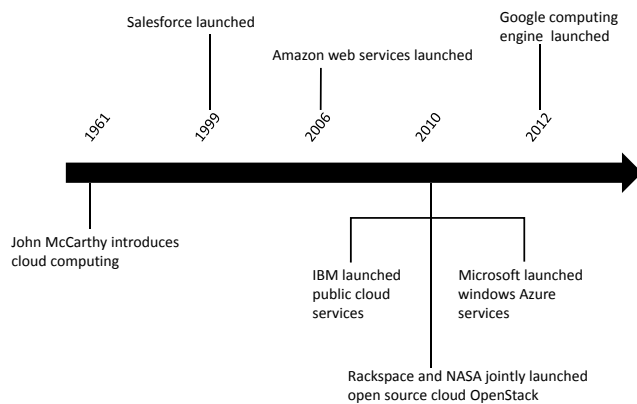 Salesforce launched
Amazon web services launched
Google computing
engine launched
1961
1999
2006
2010
2012
John McCarthy introduces
cloud computing
IBM launched
public cloud
services
Microsoft launched
windows Azure
services
Rackspace and NASA jointly launched
open source cloud OpenStack